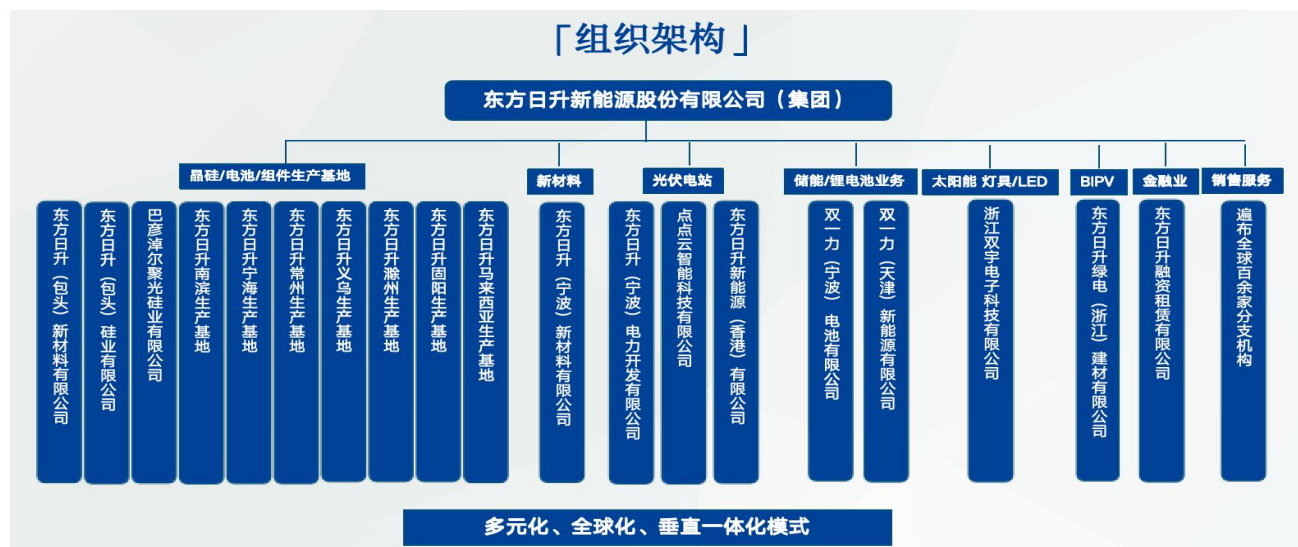 「组织架构」
东方日升新能源股份有限公司（集团）
晶硅/电池/组件生产基地
新材料
光伏电站
储能/锂电池业务
太阳能 灯具/LED
BIPV
金融业
销售服务
东方日升（包头）新材料有限公司
东方日升（包头）硅业有限公司
巴彦淖尔聚光硅业有限公司
东方日升南滨生产基地
东方日升宁海生产基地
东方日升常州生产基地
东方日升义乌生产基地
东方日升滁州生产基地
东方日升固阳生产基地
东方日升马来西亚生产基地
东方日升（宁波）新材料有限公司
东方日升（宁波）电力开发有限公司
点点云智能科技有限公司
东方日升新能源（香港）有限公司
双一力（宁波）电池有限公司
双一力（天津）新能源有限公司
浙江双宇电子科技有限公司
东方日升绿电（浙江）建材有限公司
东方日升融资租赁有限公司
遍布全球百余家分支机构
多元化、全球化、垂直一体化模式